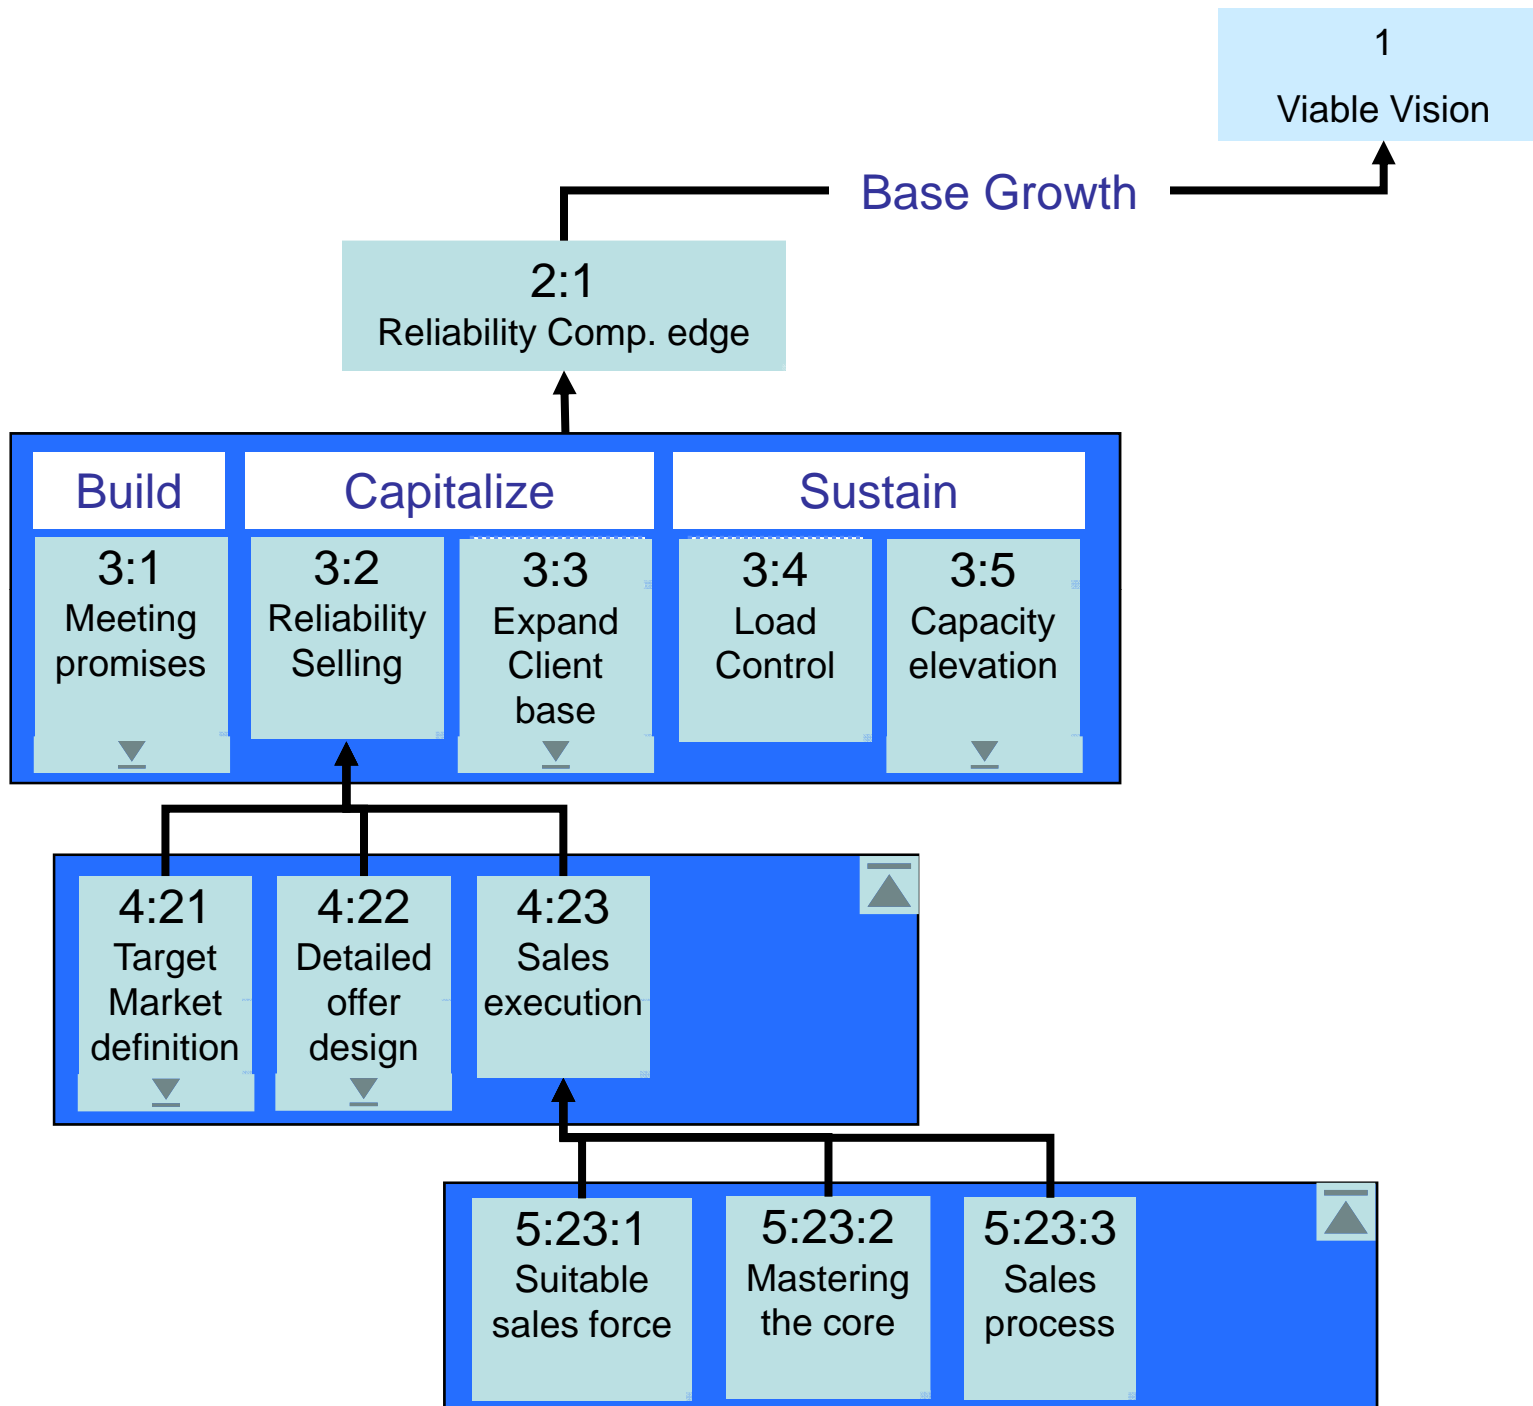 1
Viable Vision
Base Growth
2:1
Reliability Comp. edge
Build
Capitalize
Sustain
3:1
Meeting
promises
3:2
Reliability
Selling
3:3
Expand
Client
base
3:4
Load
Control
3:5
Capacity
elevation
4:21
Target
Market
definition
4:22
Detailed
offer
design
4:23
Sales
execution
5:23:1
Suitable
sales force
5:23:2
Mastering
the core
5:23:3
Sales
process